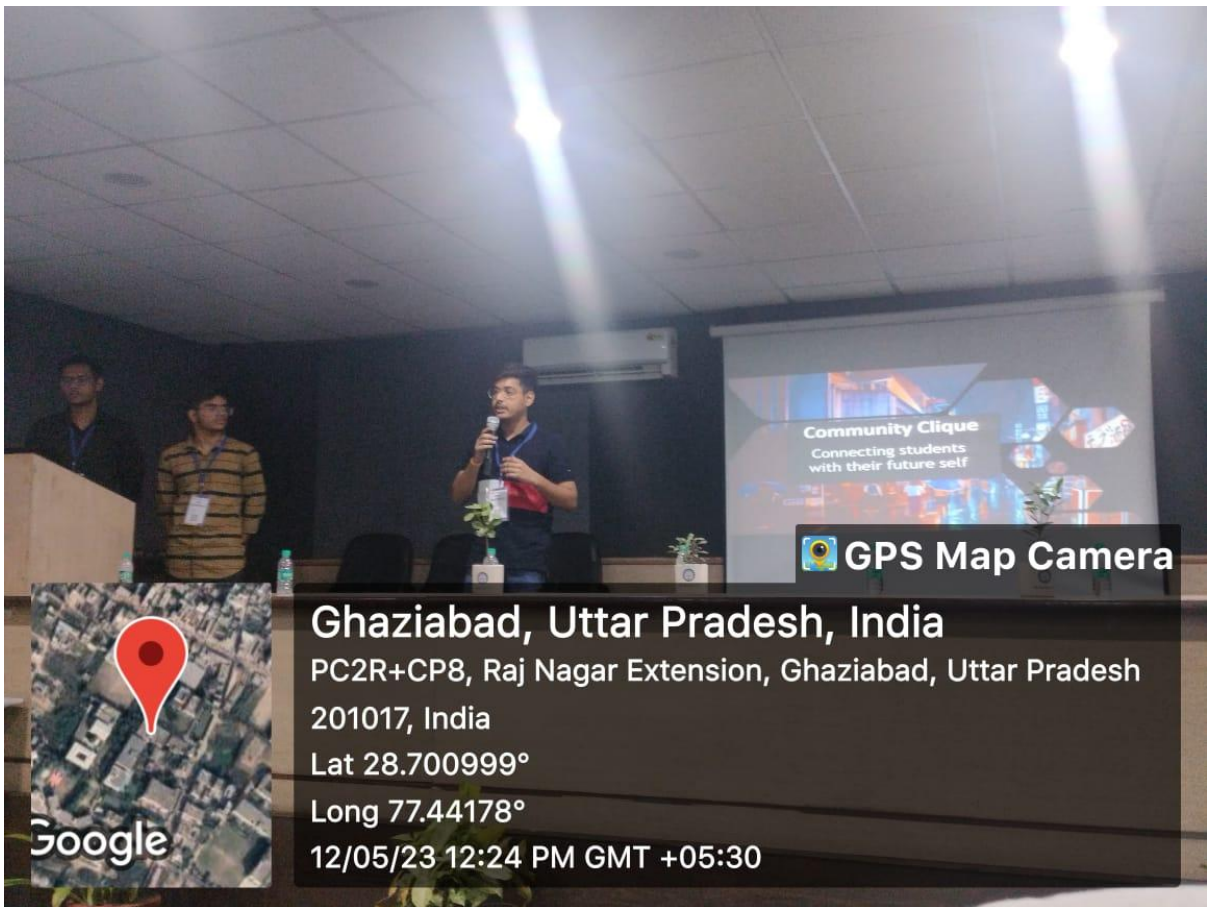 Community Clique
Connecting students
with their future self
GPS Map Camera
Ghaziabad, Uttar Pradesh, India
PC2R+CP8, Raj Nagar Extension, Ghaziabad, Uttar Pradesh
201017, India
Lat 28.700999°
Long 77.44178°
12/05/23 12:24 PM GMT +05:30
Google